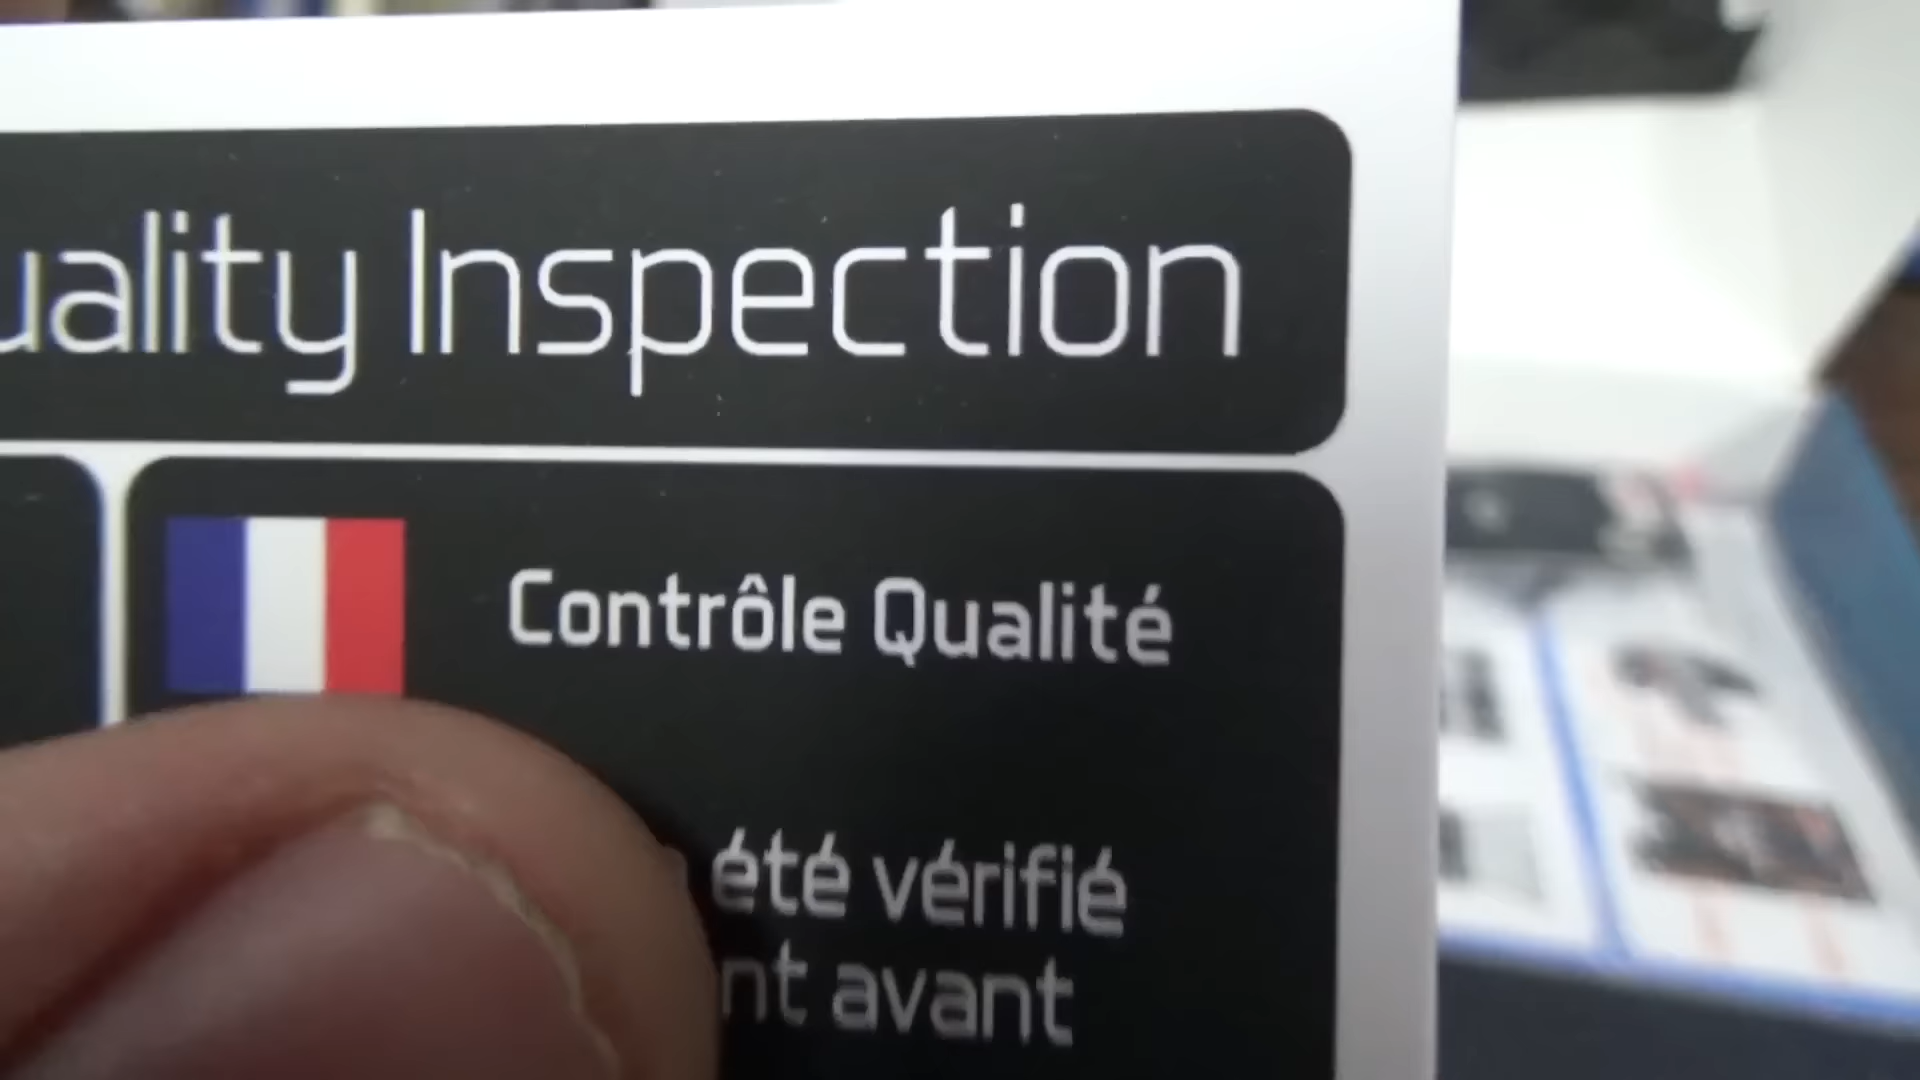 uality Inspection
Contrôle Qualité
été vérifié
nt avant